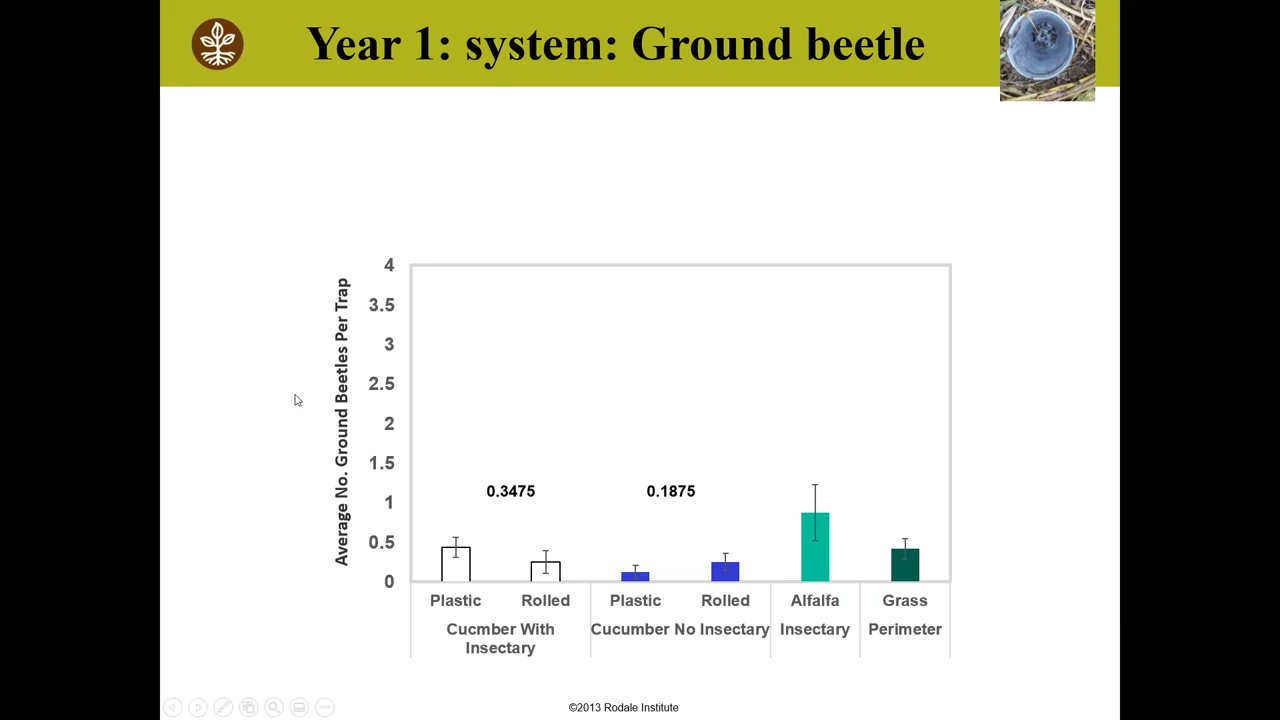 Year 1: system: Ground beetle
Average No. Ground Beetles Per Trap
4
3.5
3
2.5
2
1.5
1
0.5
0
0.3475
0.1875
Plastic
Rolled
Plastic
Rolled
Alfalfa
Grass
Cucmber With
Insectary
Cucumber No Insectary
Insectary
Perimeter
©2013 Rodale Institute